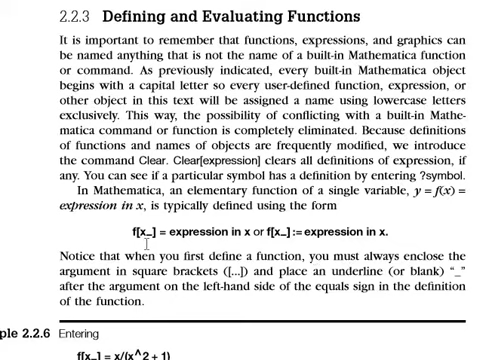 2.2.3 Defining and Evaluating Functions
It is important to remember that functions, expressions, and graphics can
be named anything that is not the name of a built-in Mathematica function
or command. As previously indicated, every built-in Mathematica object
begins with a capital letter so every user-defined function, expression, or
other object in this text will be assigned a name using lowercase letters
exclusively. This way, the possibility of conflicting with a built-in Mathe-
matica command or function is completely eliminated. Because definitions
of functions and names of objects are frequently modified, we introduce
the command Clear. Clear[expression] clears all definitions of expression, if
any. You can see if a particular symbol has a definition by entering ?symbol.
In Mathematica, an elementary function of a single variable, y = f(x) =
expression in x, is typically defined using the form
f[x_] = expression in x or f[x_] := expression in x.
Notice that when you first define a function, you must always enclose the
argument in square brackets ([...]) and place an underline (or blank) “_”
after the argument on the left-hand side of the equals sign in the definition
of the function.
ple 2.2.6 Entering
f[x_] = x/(x^2 + 1)